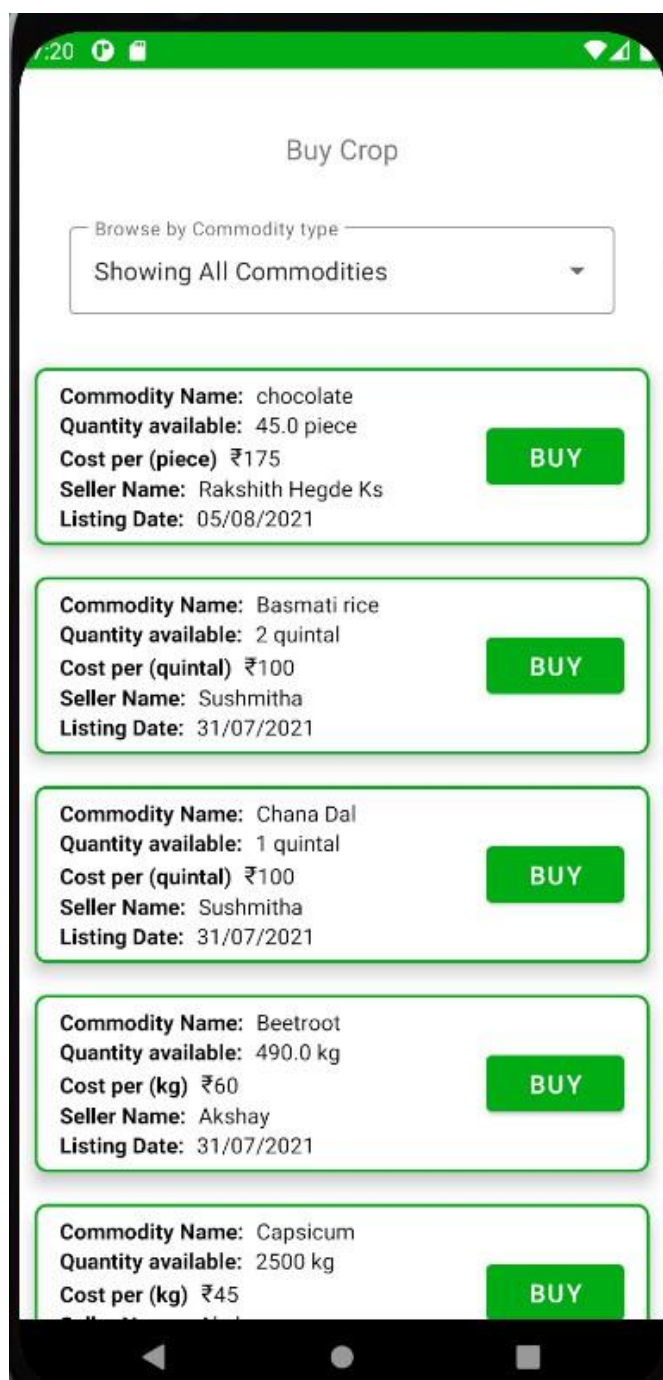 7:20
Buy Crop
Browse by Commodity type
Showing All Commodities
Commodity Name: chocolate
Quantity available: 45.0 piece
Cost per (piece) ₹175
Seller Name: Rakshith Hegde Ks
Listing Date: 05/08/2021
BUY
Commodity Name: Basmati rice
Quantity available: 2 quintal
Cost per (quintal) ₹100
Seller Name: Sushmitha
Listing Date: 31/07/2021
BUY
Commodity Name: Chana Dal
Quantity available: 1 quintal
Cost per (quintal) ₹100
Seller Name: Sushmitha
Listing Date: 31/07/2021
BUY
Commodity Name: Beetroot
Quantity available: 490.0 kg
Cost per (kg) ₹60
Seller Name: Akshay
Listing Date: 31/07/2021
BUY
Commodity Name: Capsicum
Quantity available: 2500 kg
Cost per (kg) ₹45
BUY